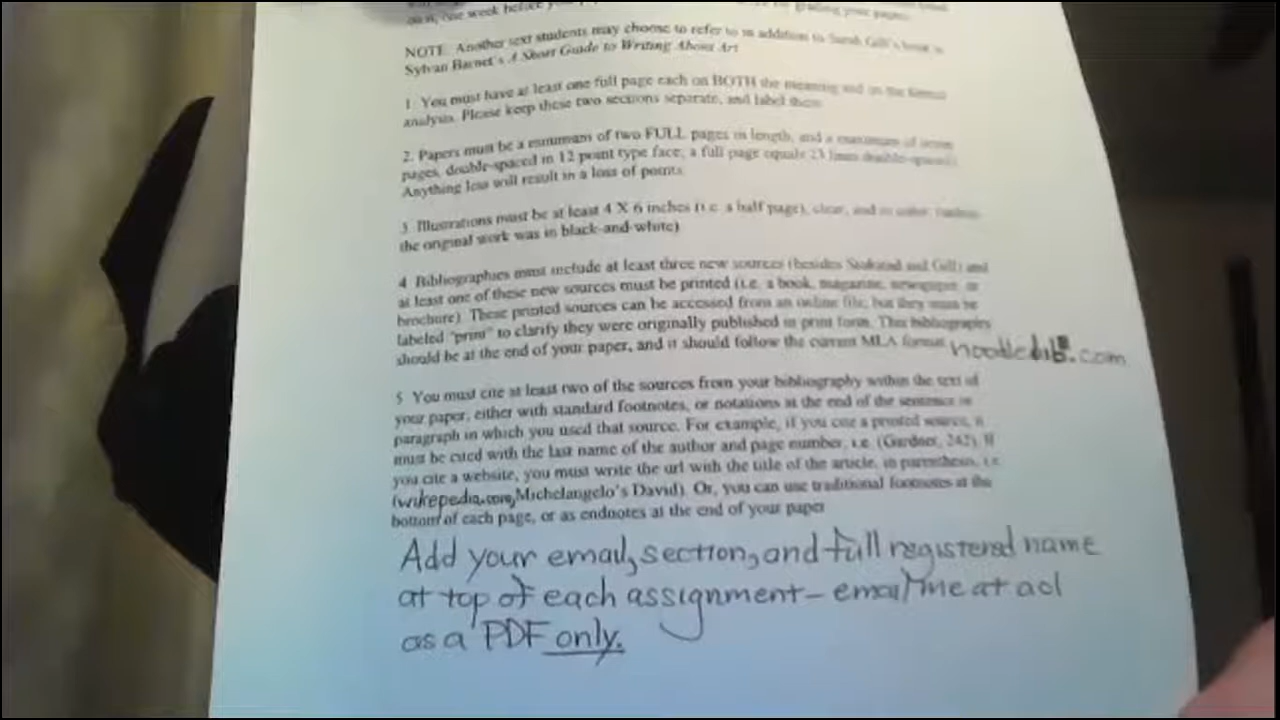 own, one week before
for grading your papers
NOTE: Another text students may choose to refer to in addition to Sarah Gill's book is
Sylvan Barnet's A Short Guide to Writing About Art
1. You must have at least one full page each on BOTH the meaning and on the formal
analysis. Please keep these two sections separate, and label them
2. Papers must be a minimum of two FULL pages in length, and a maximum of
pages, double-spaced in 12 point type face; a full page equals 23 lines double-spaced.
Anything less will result in a loss of points.
3. Illustrations must be at least 4 X 6 inches (i.e. a half page), clear, and in color (unless
the original work was in black-and-white)
4. Bibliographies must include at least three new sources (besides Stokstad and Gill) and
at least one of these new sources must be printed (i.e. a book, magazine, newspaper, or
brochure). These printed sources can be accessed from an online file, but they must be
labeled "print" to clarify they were originally published in print form. This bibliography
should be at the end of your paper, and it should follow the current MLA format. noodlebib.com
5. You must cite at least two of the sources from your bibliography within the text of
your paper, either with standard footnotes, or notations at the end of the sentence or
paragraph in which you used that source. For example, if you cite a printed source, it
must be cited with the last name of the author and page number, i.e. (Gardner, 242). If
you cite a website, you must write the url with the title of the article, in parenthesis, i.e.
(wikepedia.com, Michelangelo's David). Or, you can use traditional footnotes at the
bottom of each page, or as endnotes at the end of your paper
Add your email, section, and full registered name
at top of each assignment – email me at aol
as a PDF only.